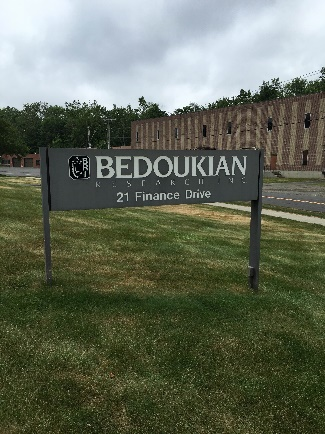 BEDOUKIAN
RESEARCH INC
21 Finance Drive